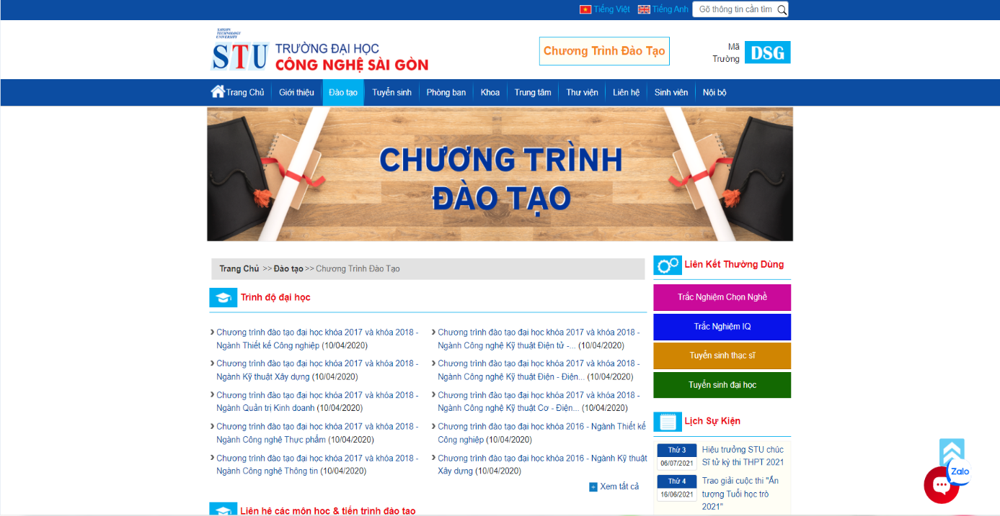 Tiếng Việt Tiếng Anh Gõ thông tin cần tìm
SAIGON
TECHNOLOGY
UNIVERSITY
STU
TRƯỜNG ĐẠI HỌC
CÔNG NGHỆ SÀI GÒN
Chương Trình Đào Tạo
Mã
Trường
DSG
Trang Chủ Giới thiệu Đào tạo Tuyển sinh Phòng ban Khoa Trung tâm Thư viện Liên hệ Sinh viên Nội bộ
CHƯƠNG TRÌNH
ĐÀO TẠO
Trang Chủ >> Đào tạo >> Chương Trình Đào Tạo
Trình độ đại học
Chương trình đào tạo đại học khóa 2017 và khóa 2018 -
Ngành Thiết kế Công nghiệp (10/04/2020)
Chương trình đào tạo đại học khóa 2017 và khóa 2018 -
Ngành Kỹ thuật Xây dựng (10/04/2020)
Chương trình đào tạo đại học khóa 2017 và khóa 2018 -
Ngành Quản trị Kinh doanh (10/04/2020)
Chương trình đào tạo đại học khóa 2017 và khóa 2018 -
Ngành Công nghệ Thực phẩm (10/04/2020)
Chương trình đào tạo đại học khóa 2017 và khóa 2018 -
Ngành Công nghệ Thông tin (10/04/2020)
Chương trình đào tạo đại học khóa 2017 và khóa 2018 -
Ngành Công nghệ Kỹ thuật Điện tử -... (10/04/2020)
Chương trình đào tạo đại học khóa 2017 và khóa 2018 -
Ngành Công nghệ Kỹ thuật Điện - Điện... (10/04/2020)
Chương trình đào tạo đại học khóa 2017 và khóa 2018 -
Ngành Công nghệ Kỹ thuật Cơ - Điện... (10/04/2020)
Chương trình đào tạo đại học khóa 2016 - Ngành Thiết kế
Công nghiệp (10/04/2020)
Chương trình đào tạo đại học khóa 2016 - Ngành Kỹ thuật
Xây dựng (10/04/2020)
Xem tất cả
Liên hệ các môn học & tiến trình đào tạo
Liên Kết Thường Dùng
Trắc Nghiệm Chọn Nghề
Trắc Nghiệm IQ
Tuyển sinh thạc sĩ
Tuyển sinh đại học
Lịch Sự Kiện
Thứ 3
06/07/2021
Hiệu trưởng STU chúc
Sĩ tử kỳ thi THPT 2021
Thứ 4
16/06/2021
Trao giải cuộc thi "Ấn
tượng Tuổi học trò
2021"
Zalo